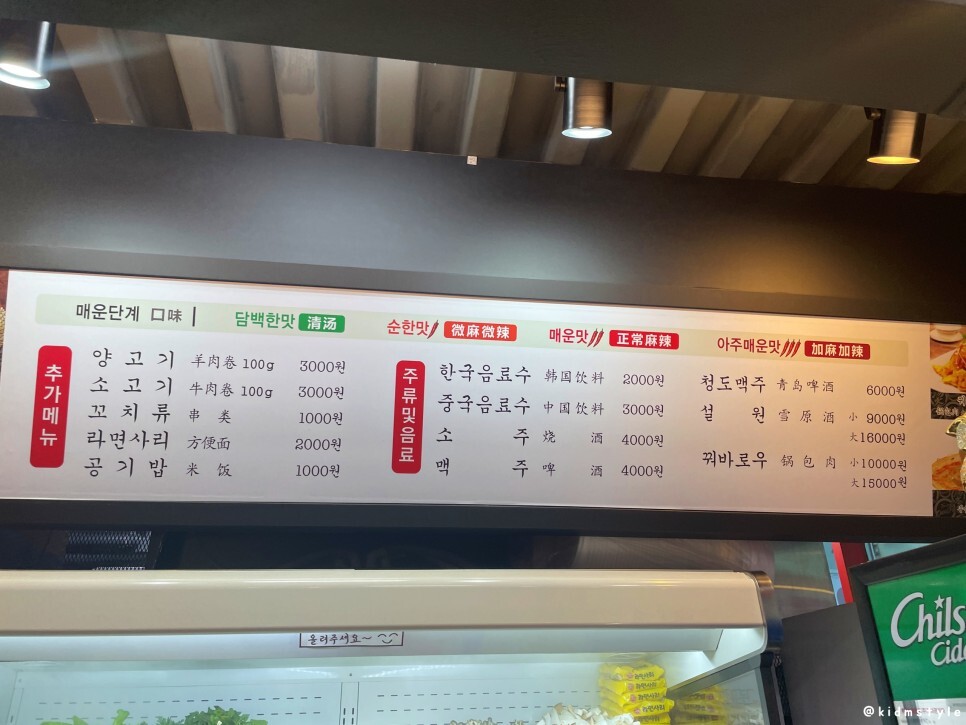 매운단계 口味 | 담백한맛 清汤 순한맛 微麻微辣 매운맛 正常麻辣 아주매운맛 加麻加辣
추가메뉴
양고기 羊肉卷 100g 3000원
소고기 牛肉卷 100g 3000원
꼬치류 串类 1000원
라면사리 方便面 2000원
공기밥 米饭 1000원
주류및음료
한국음료수 韩国饮料 2000원
중국음료수 中国饮料 3000원
소주 烧酒 4000원
맥주 啤酒 4000원
청도맥주 青岛啤酒 6000원
설원 雪原酒 小 9000원
大16000원
꿔바로우 锅包肉 小10000원
大15000원
올려주세요~
라면사리
Chils
Cide
@kidmstyle